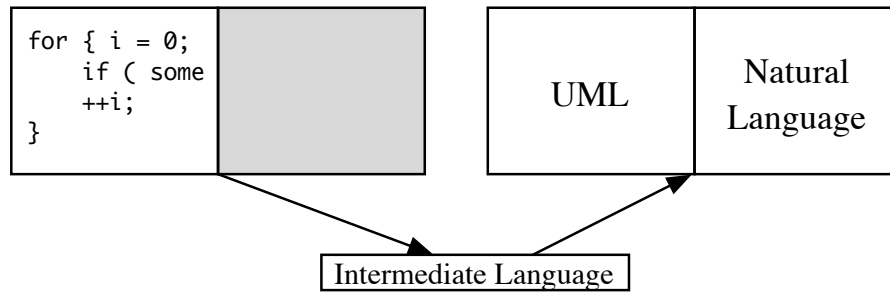 for { i = 0;
    if ( some
    ++i;
}
UML
Natural
Language
Intermediate Language